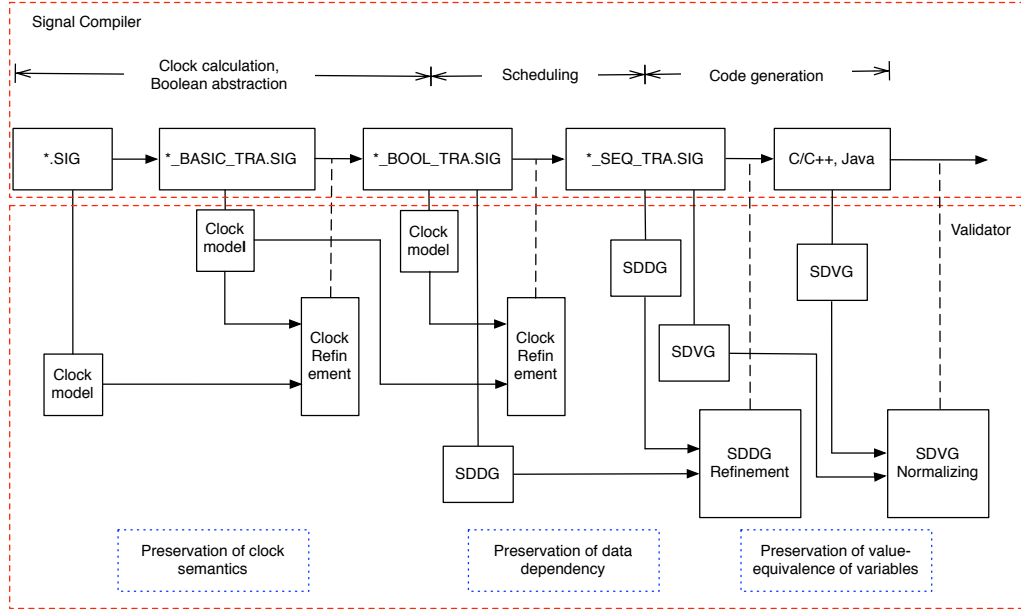 Signal Compiler
Clock calculation,
Boolean abstraction
Scheduling
Code generation
*.SIG
*_BASIC_TRA.SIG
*_BOOL_TRA.SIG
*_SEQ_TRA.SIG
C/C++, Java
Validator
Clock
model
Clock
model
SDDG
SDVG
Clock
Refin
ement
Clock
Refin
ement
SDVG
Clock
model
SDDG
SDDG
Refinement
SDVG
Normalizing
Preservation of clock
semantics
Preservation of data
dependency
Preservation of value-
equivalence of variables